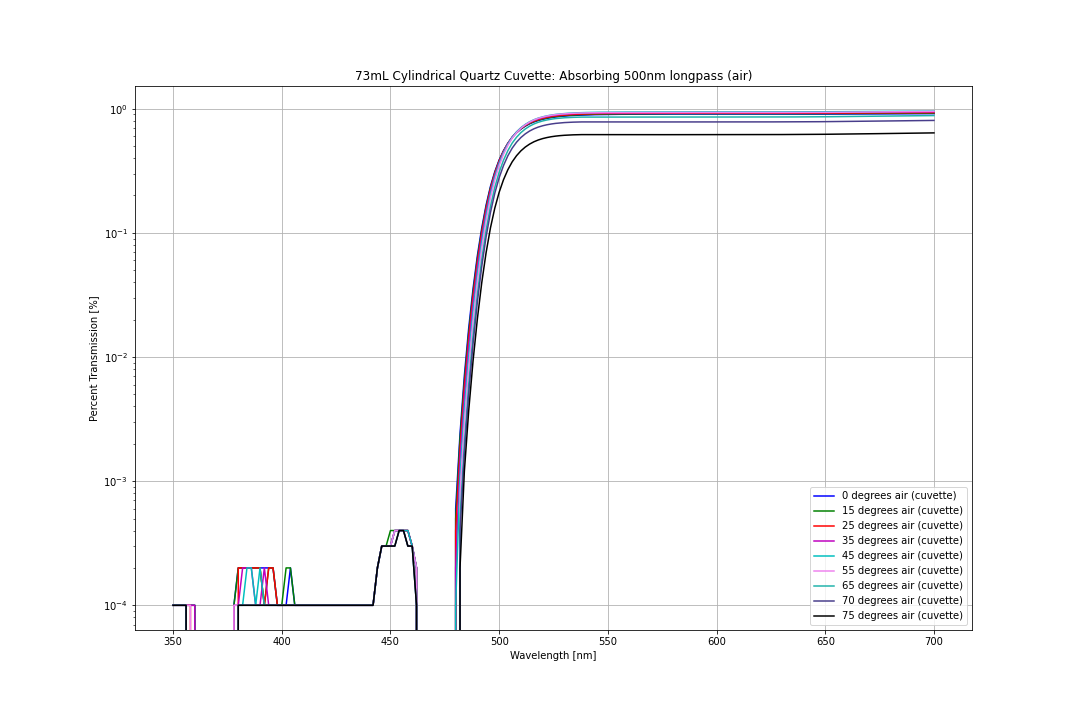 73mL Cylindrical Quartz Cuvette: Absorbing 500nm longpass (air)
Percent Transmission [%]
10⁰
10⁻¹
10⁻²
10⁻³
10⁻⁴
0 degrees air (cuvette)
15 degrees air (cuvette)
25 degrees air (cuvette)
35 degrees air (cuvette)
45 degrees air (cuvette)
55 degrees air (cuvette)
65 degrees air (cuvette)
70 degrees air (cuvette)
75 degrees air (cuvette)
350 400 450 500 550 600 650 700
Wavelength [nm]